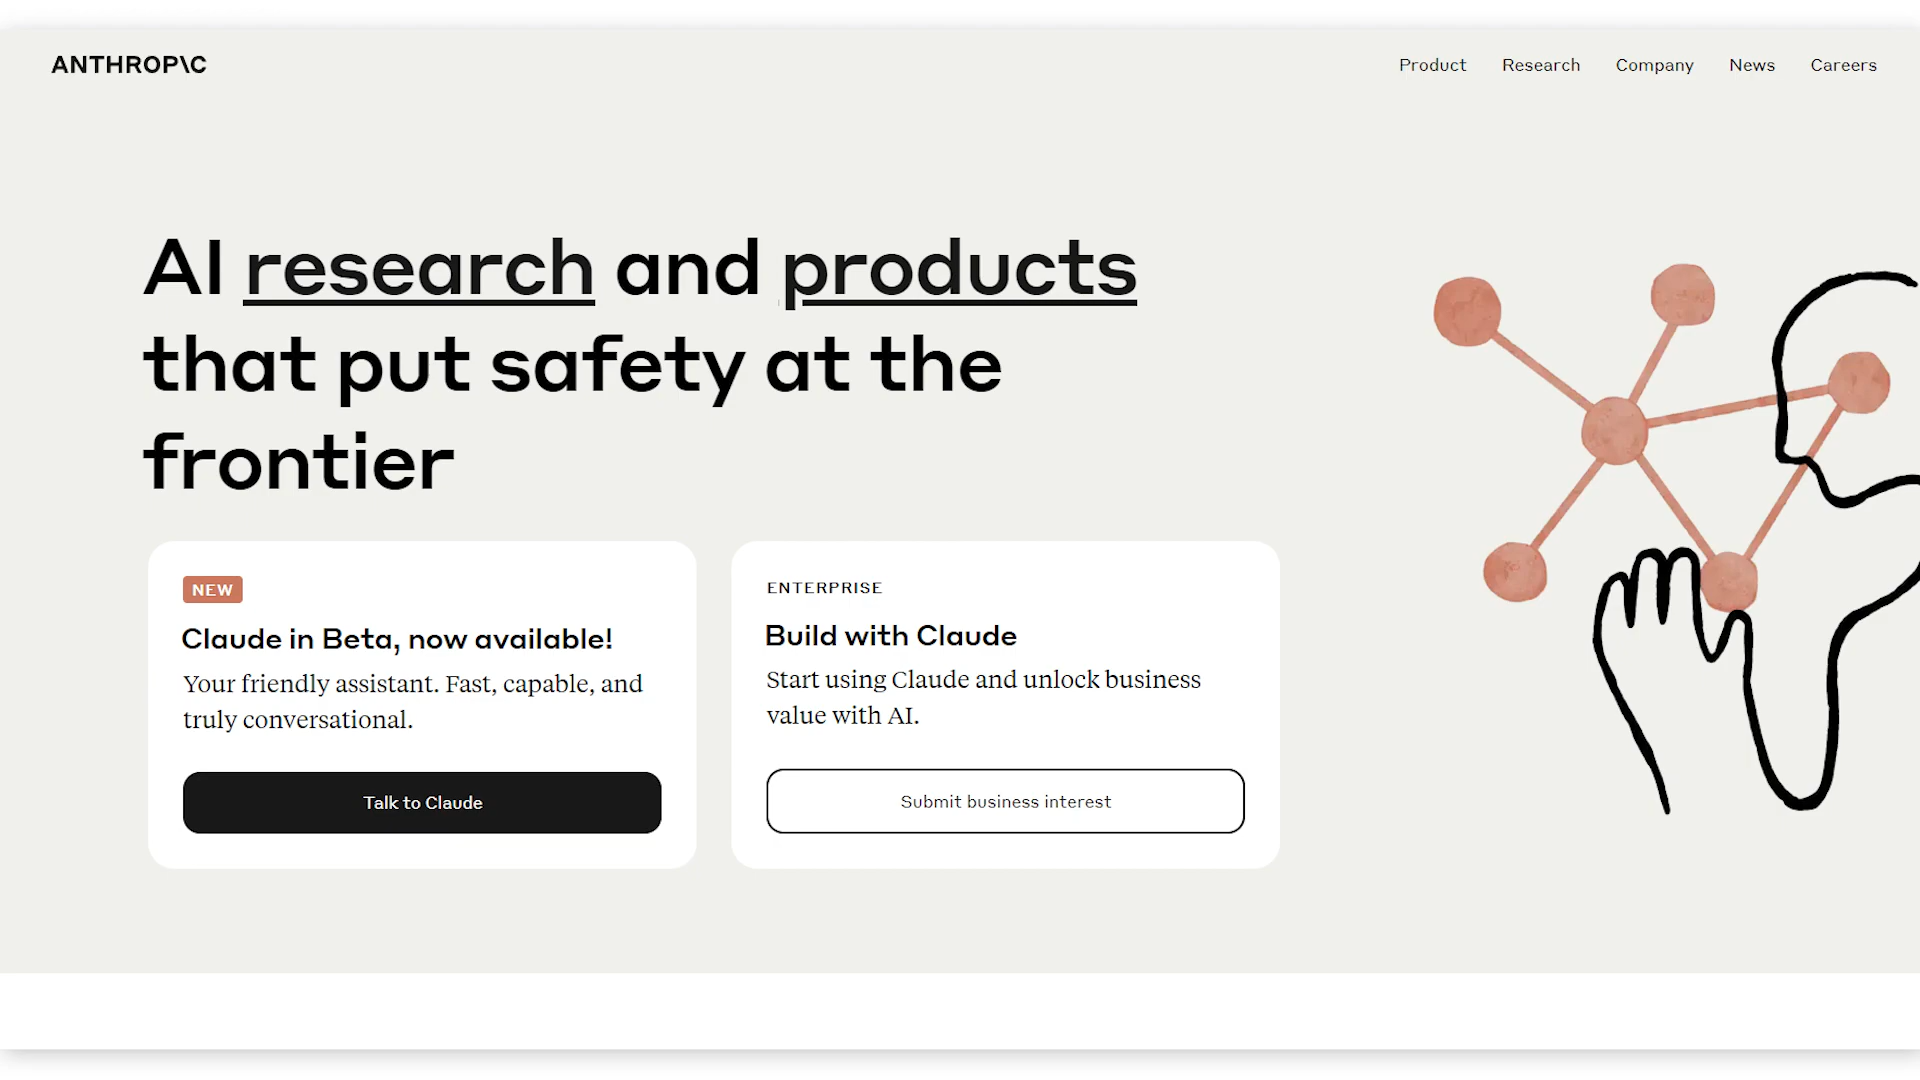 ANTHROP\C
Product Research Company News Careers
AI research and products
that put safety at the
frontier
NEW
Claude in Beta, now available!
Your friendly assistant. Fast, capable, and
truly conversational.
Talk to Claude
ENTERPRISE
Build with Claude
Start using Claude and unlock business
value with AI.
Submit business interest